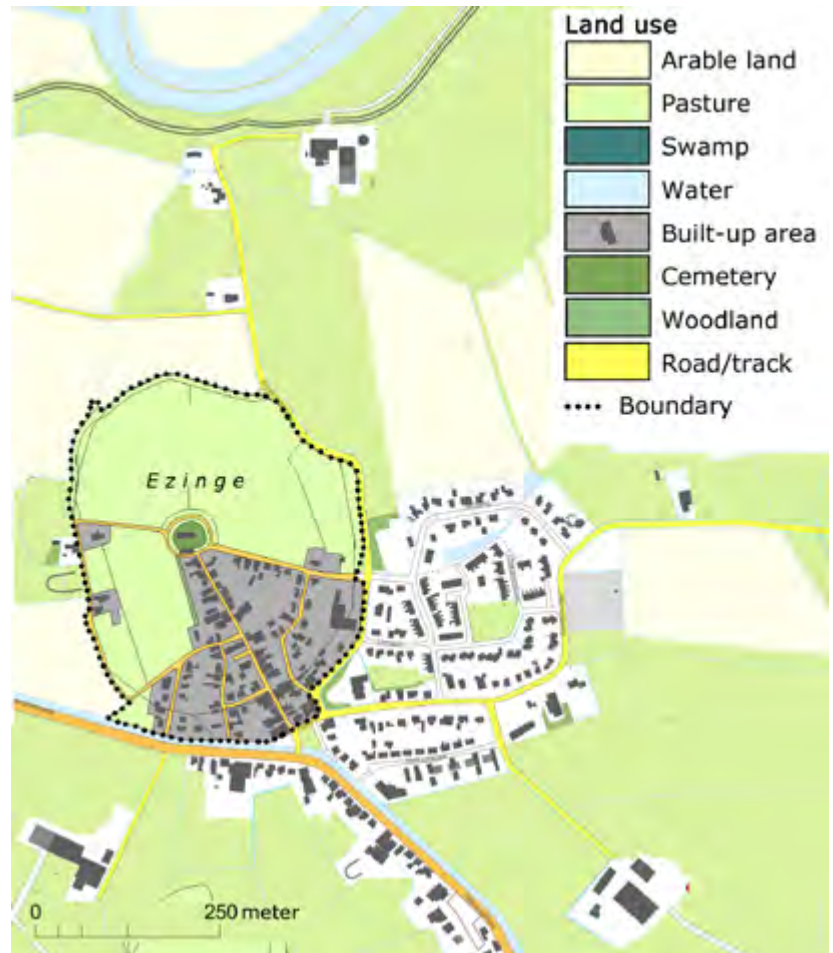 Land use
Arable land
Pasture
Swamp
Water
Built-up area
Cemetery
Woodland
Road/track
Boundary
Ezinge
0 250 meter